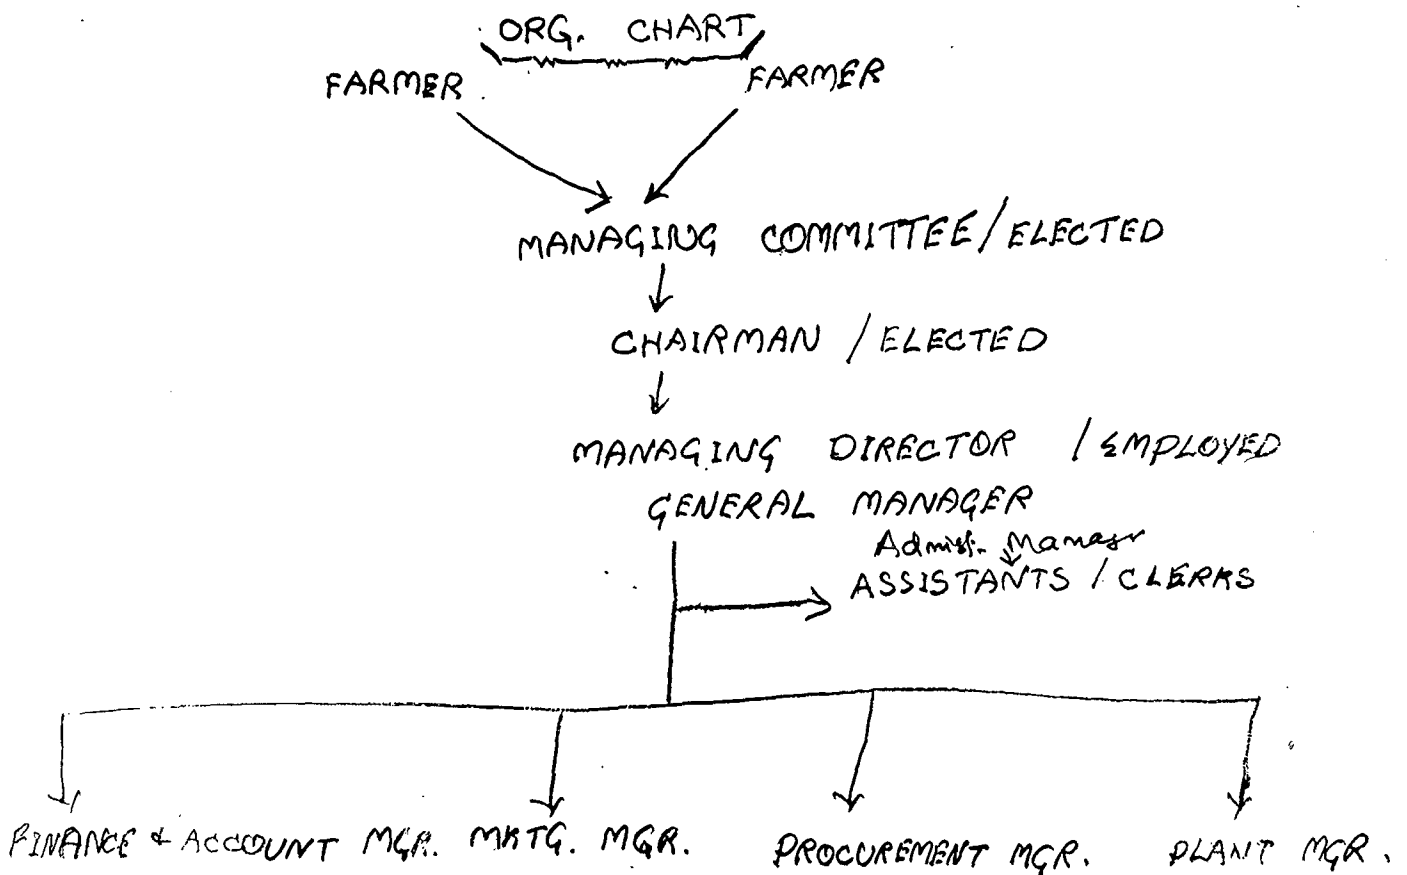 ORG. CHART
FARMER FARMER
MANAGING COMMITTEE/ELECTED
CHAIRMAN / ELECTED
MANAGING DIRECTOR / EMPLOYED
GENERAL MANAGER
ASSISTANTS / CLERKS
FINANCE & ACCOUNT MGR. MKTG. MGR. PROCUREMENT MGR. PLANT MGR.